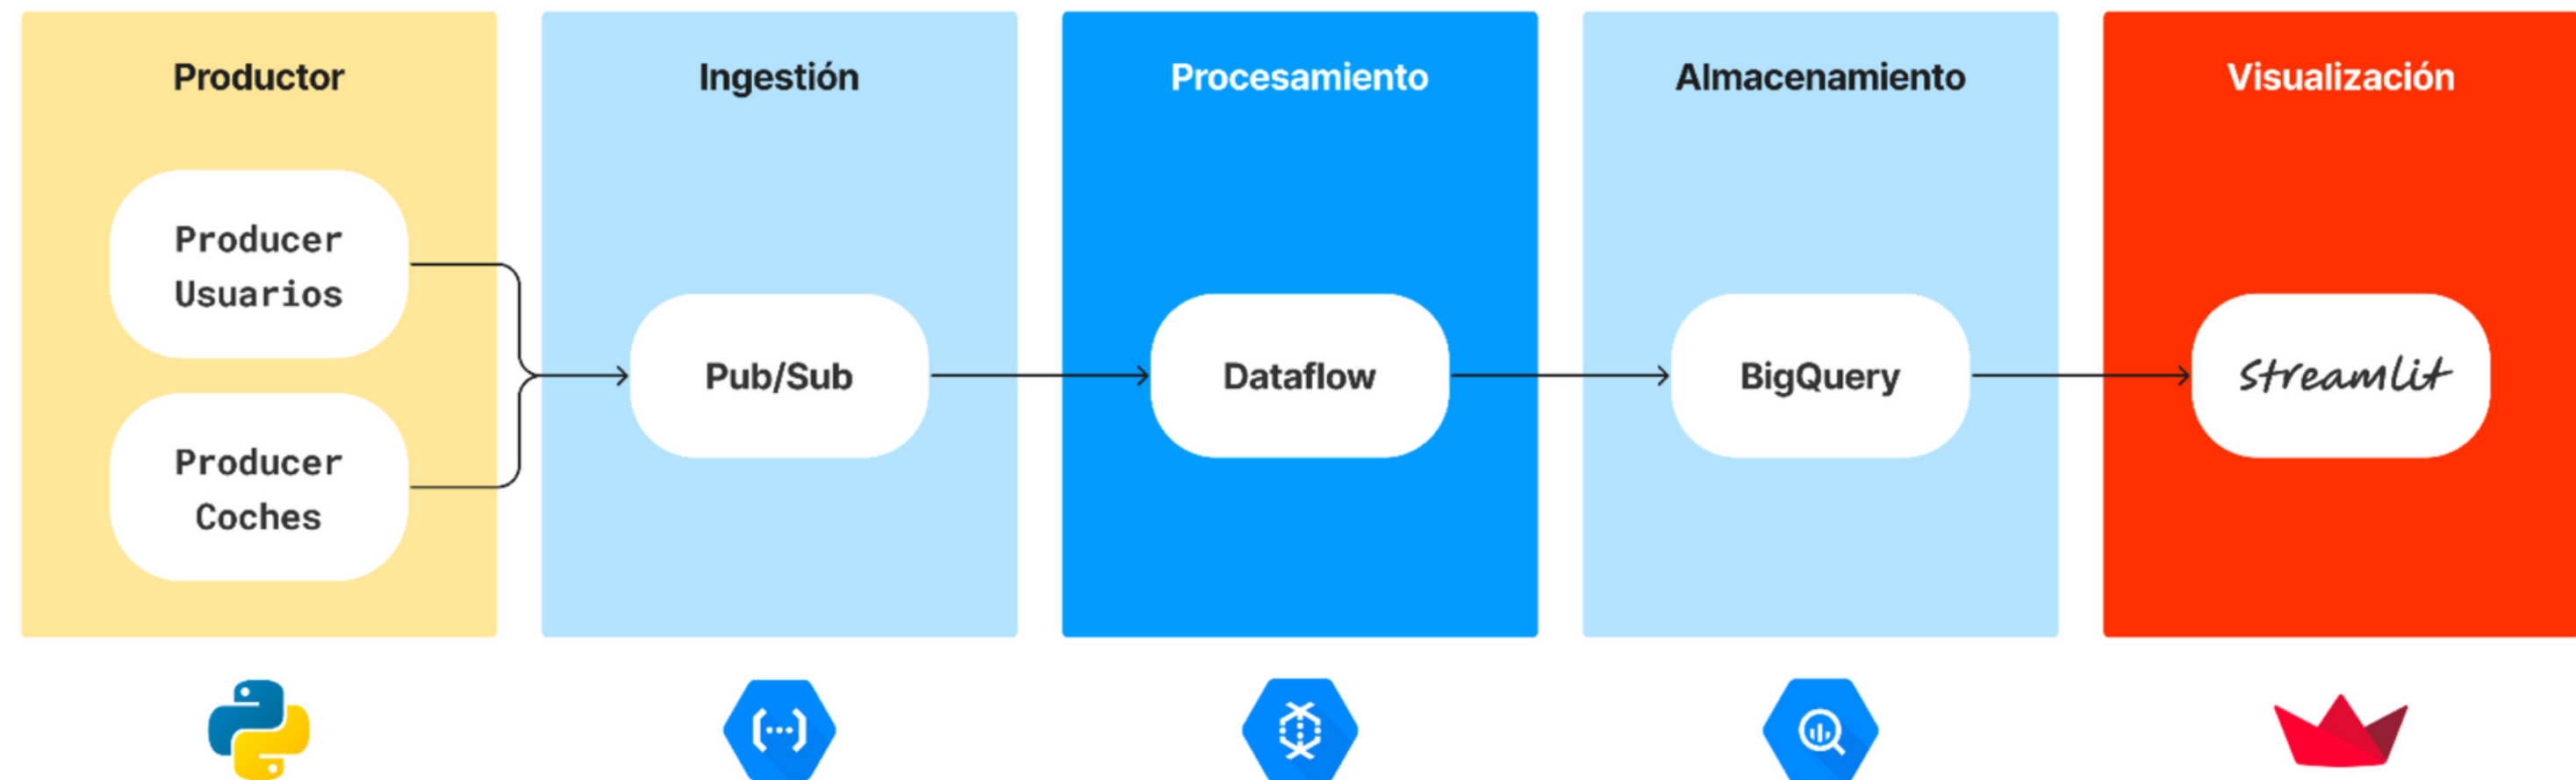 Productor
Producer
Usuarios
Producer
Coches
Ingestión
Pub/Sub
Procesamiento
Dataflow
Almacenamiento
BigQuery
Visualización
Streamlit